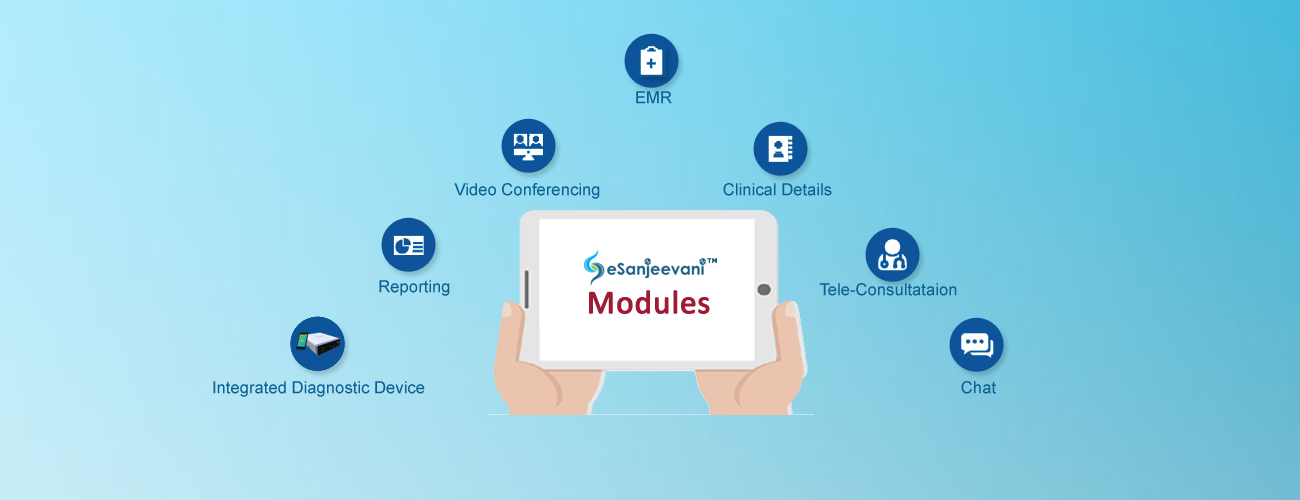 EMR
Video Conferencing
Clinical Details
eSanjeevani™
Modules
Reporting
Tele-Consultataion
Integrated Diagnostic Device
Chat